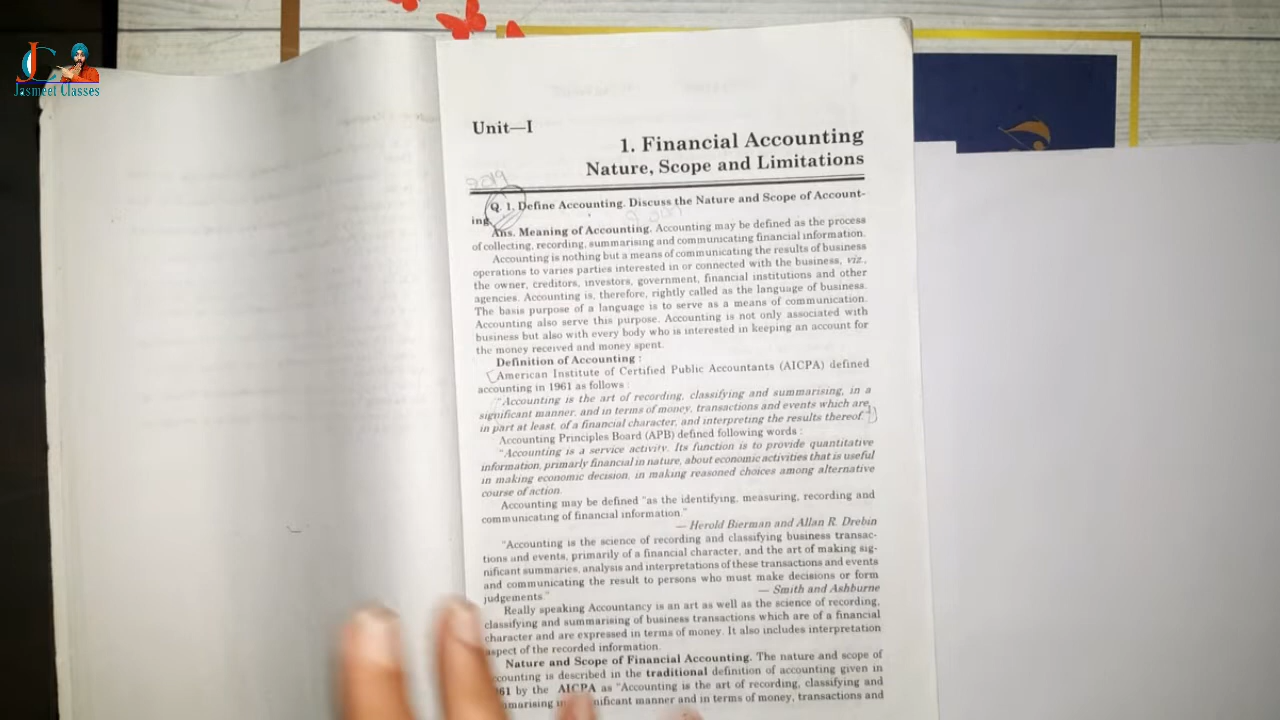 Jasmeet Classes
Unit—I
1. Financial Accounting
Nature, Scope and Limitations
2019
Q. 1. Define Accounting. Discuss the Nature and Scope of Account-
ing.
Ans. Meaning of Accounting. Accounting may be defined as the process
of collecting, recording, summarising and communicating financial information.
Accounting is nothing but a means of communicating the results of business
operations to varies parties interested in or connected with the business, viz.,
the owner, creditors, investors, government, financial institutions and other
agencies. Accounting is, therefore, rightly called as the language of business.
The basis purpose of a language is to serve as a means of communication.
Accounting also serve this purpose. Accounting is not only associated with
business but also with every body who is interested in keeping an account for
the money received and money spent.
Definition of Accounting :
American Institute of Certified Public Accountants (AICPA) defined
accounting in 1961 as follows :
"Accounting is the art of recording, classifying and summarising, in a
significant manner, and in terms of money, transactions and events which are,
in part at least, of a financial character, and interpreting the results thereof."
Accounting Principles Board (APB) defined following words :
"Accounting is a service activity. Its function is to provide quantitative
information, primarly financial in nature, about economic activities that is useful
in making economic decision, in making reasoned choices among alternative
course of action.
Accounting may be defined "as the identifying, measuring, recording and
communicating of financial information."
— Herold Bierman and Allan R. Drebin
"Accounting is the science of recording and classifying business transac-
tions and events, primarily of a financial character, and the art of making sig-
nificant summaries, analysis and interpretations of these transactions and events
and communicating the result to persons who must make decisions or form
judgements."
— Smith and Ashburne
Really speaking Accountancy is an art as well as the science of recording,
classifying and summarising of business transactions which are of a financial
character and are expressed in terms of money. It also includes interpretation
aspect of the recorded information.
Nature and Scope of Financial Accounting. The nature and scope of
ccounting is described in the traditional definition of accounting given in
61 by the AICPA as "Accounting is the art of recording, classifying and
mmarising in nificant manner and in terms of money, transactions and